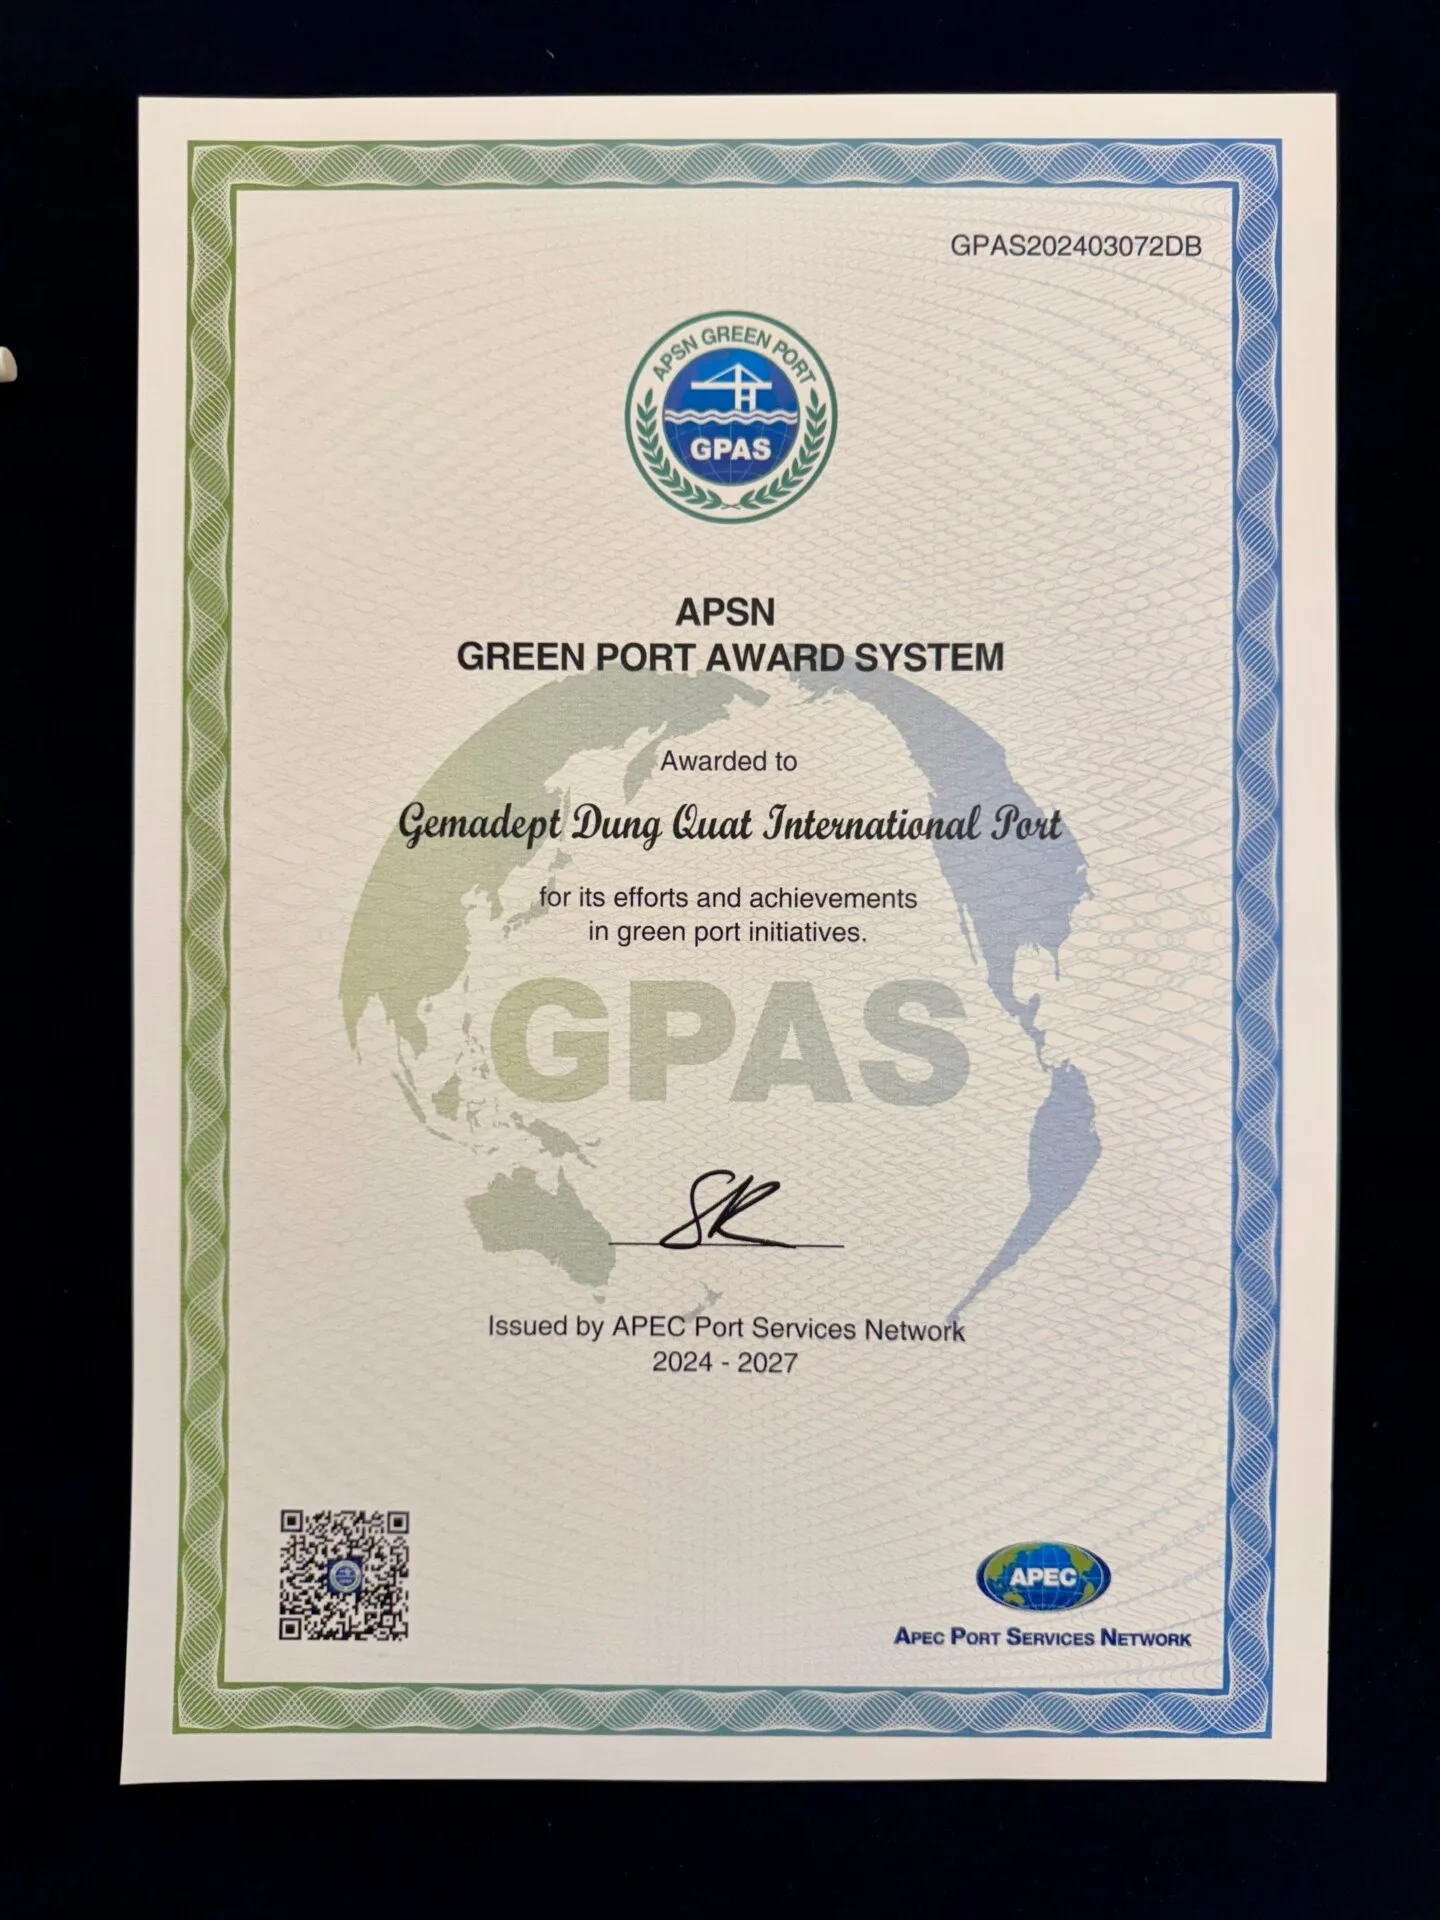 GPAS202403072DB
APSN GREEN PORT
GPAS
APSN
GREEN PORT AWARD SYSTEM
Awarded to
Gemadept Dung Quat International Port
for its efforts and achievements
in green port initiatives.
GPAS
SR
Issued by APEC Port Services Network
2024 - 2027
APEC
APEC PORT SERVICES NETWORK